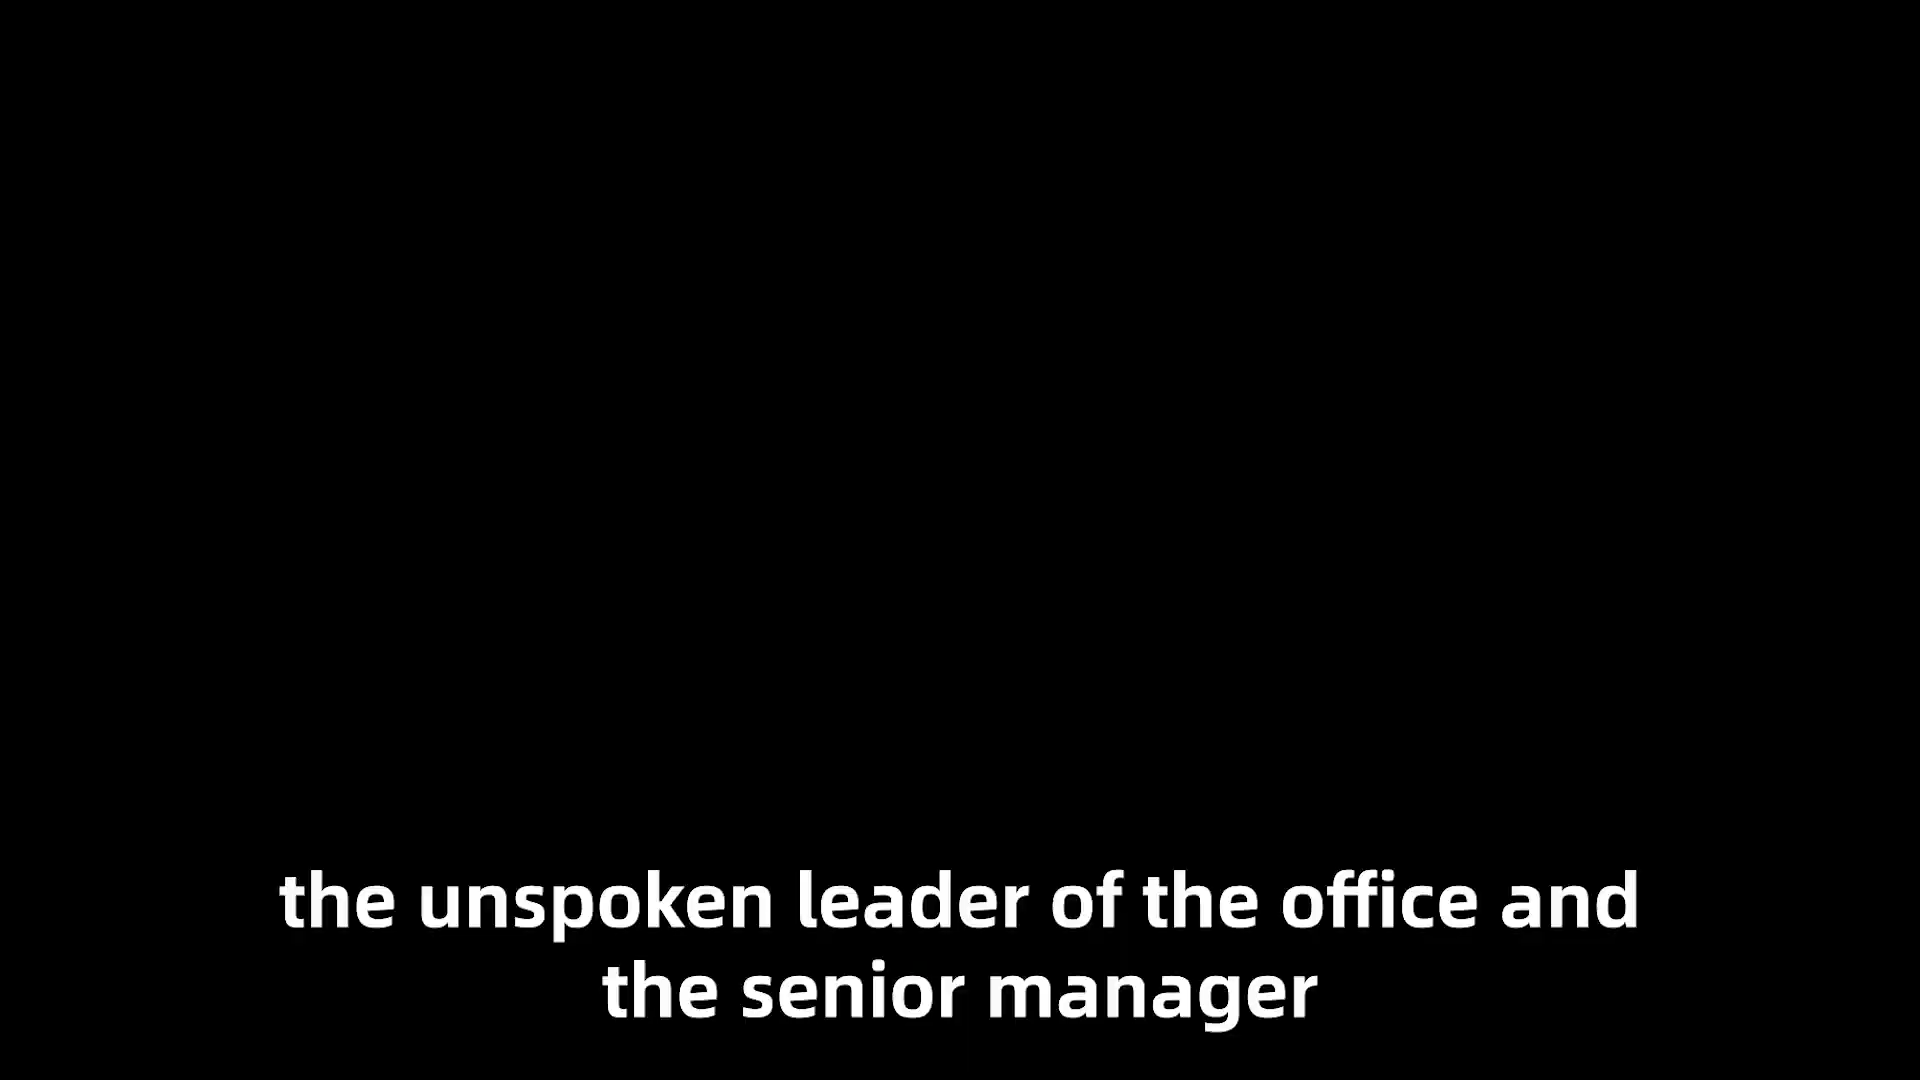 the unspoken leader of the office and
the senior manager